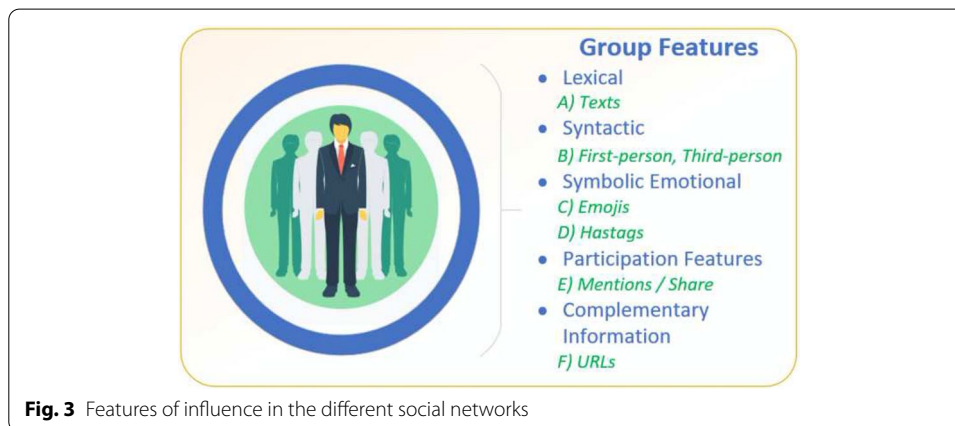 Group Features
• Lexical
A) Texts
• Syntactic
B) First-person, Third-person
• Symbolic Emotional
C) Emojis
D) Hastags
• Participation Features
E) Mentions / Share
• Complementary
Information
F) URLs
Fig. 3 Features of influence in the different social networks